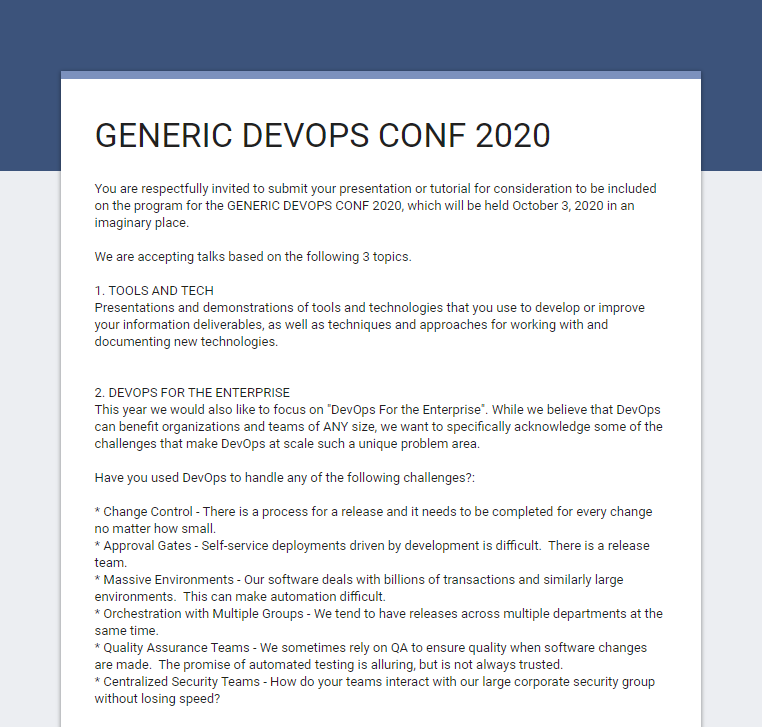 GENERIC DEVOPS CONF 2020
You are respectfully invited to submit your presentation or tutorial for consideration to be included
on the program for the GENERIC DEVOPS CONF 2020, which will be held October 3, 2020 in an
imaginary place.
We are accepting talks based on the following 3 topics.
1. TOOLS AND TECH
Presentations and demonstrations of tools and technologies that you use to develop or improve
your information deliverables, as well as techniques and approaches for working with and
documenting new technologies.
2. DEVOPS FOR THE ENTERPRISE
This year we would also like to focus on "DevOps For the Enterprise". While we believe that DevOps
can benefit organizations and teams of ANY size, we want to specifically acknowledge some of the
challenges that make DevOps at scale such a unique problem area.
Have you used DevOps to handle any of the following challenges?:
* Change Control - There is a process for a release and it needs to be completed for every change
no matter how small.
* Approval Gates - Self-service deployments driven by development is difficult.  There is a release
team.
* Massive Environments - Our software deals with billions of transactions and similarly large
environments.  This can make automation difficult.
* Orchestration with Multiple Groups - We tend to have releases across multiple departments at the
same time.
* Quality Assurance Teams - We sometimes rely on QA to ensure quality when software changes
are made.  The promise of automated testing is alluring, but is not always trusted.
* Centralized Security Teams - How do your teams interact with our large corporate security group
without losing speed?